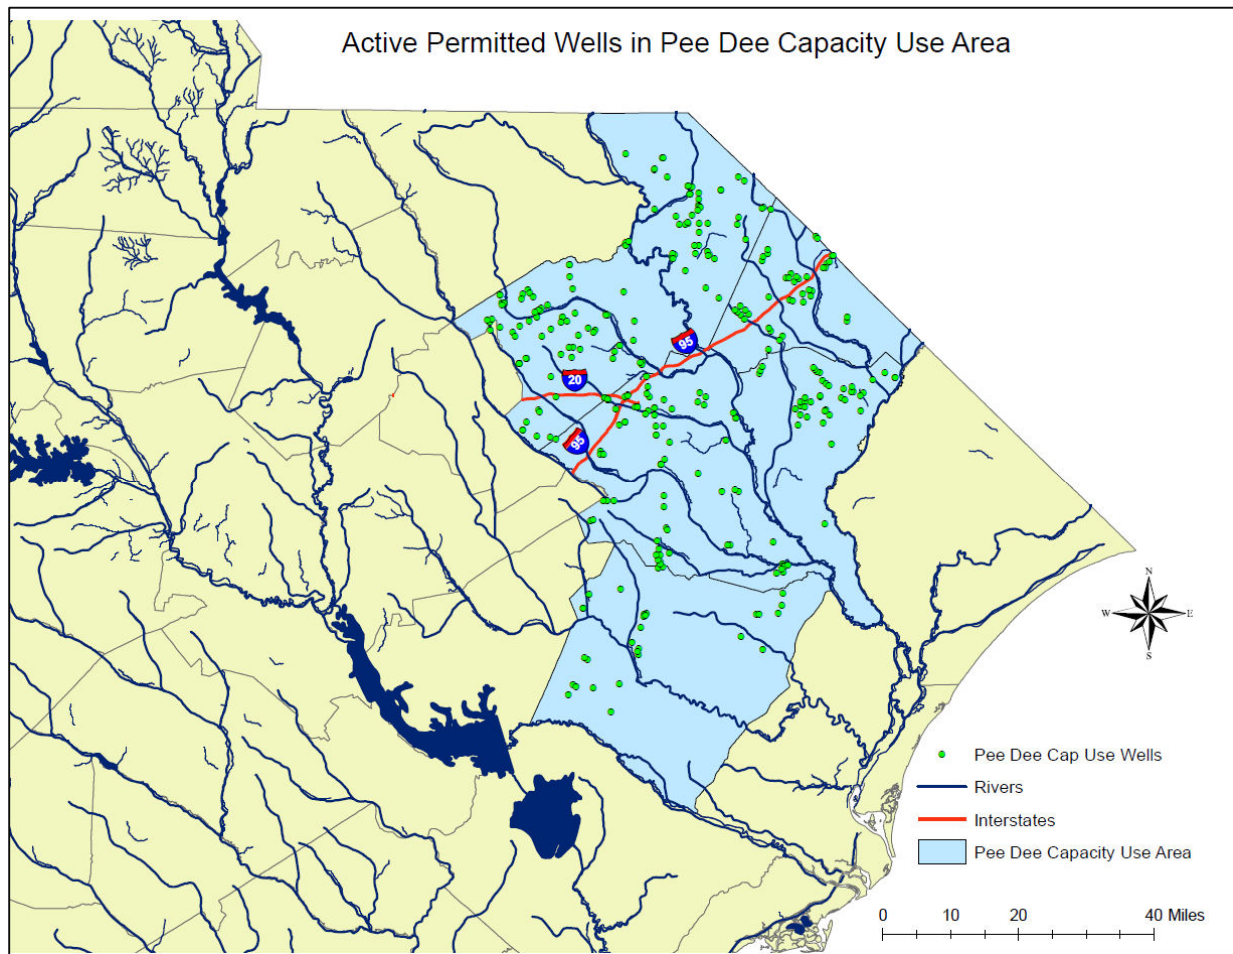 Active Permitted Wells in Pee Dee Capacity Use Area
95
20
95
N
W E
S
Pee Dee Cap Use Wells
Rivers
Interstates
Pee Dee Capacity Use Area
0 10 20 40 Miles